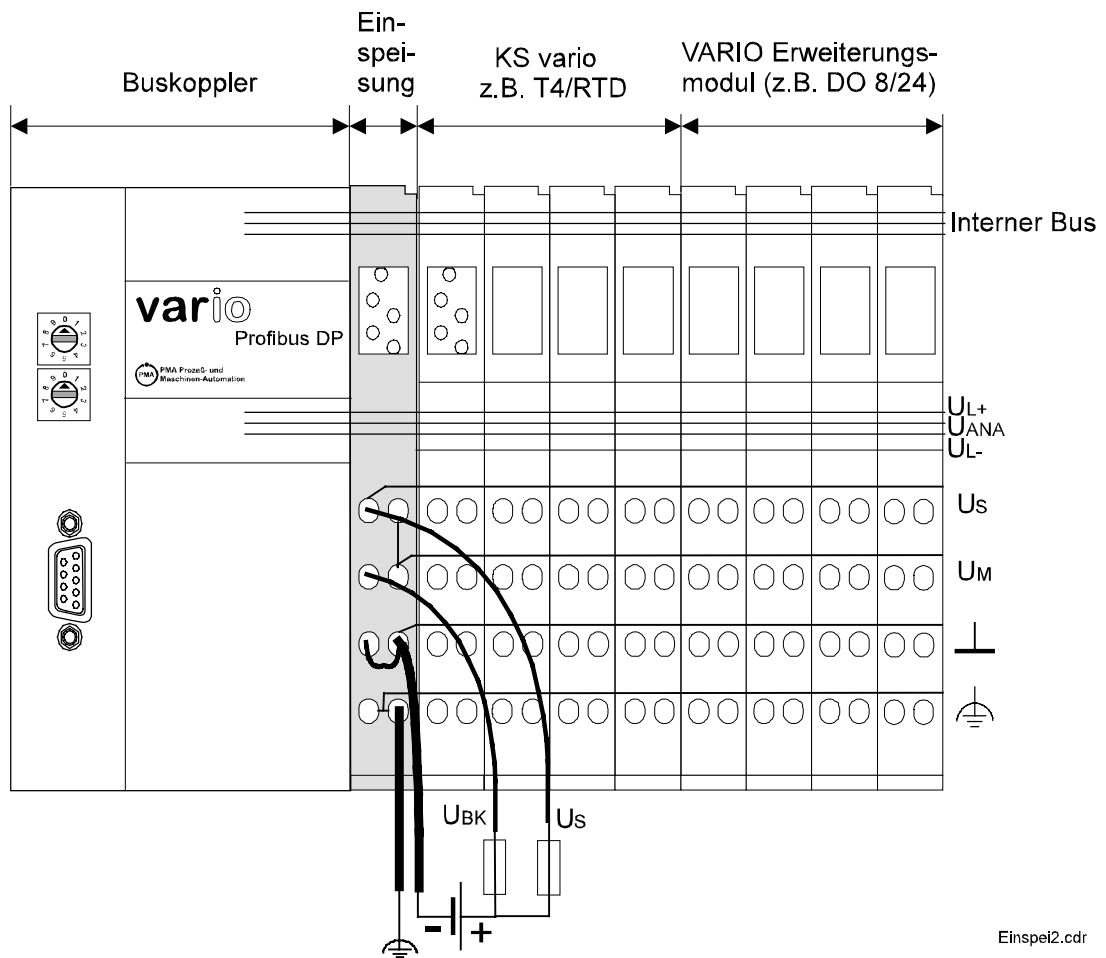 Ein-
spei-
sung
Buskoppler
KS vario
z.B. T4/RTD
VARIO Erweiterungs-
modul (z.B. DO 8/24)
Interner Bus
vario
Profibus DP
PMA
PMA Prozeß- und
Maschinen-Automation
UL+
UANA
UL-
US
UM
UBK
US
- +
Einspei2.cdr